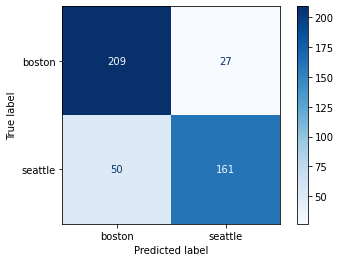 boston 209 27
seattle 50 161
boston seattle
Predicted label
True label
200
175
150
125
100
75
50